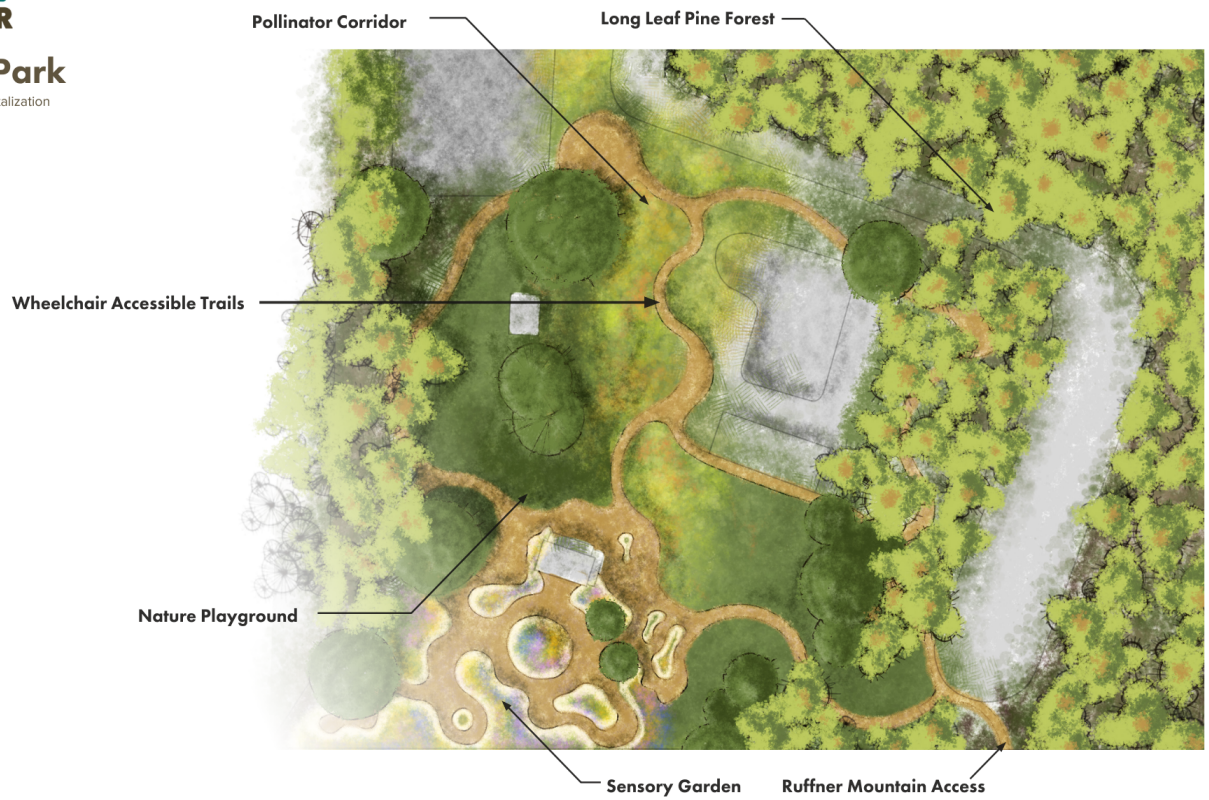 R
Park
alization
Pollinator Corridor
Long Leaf Pine Forest
Wheelchair Accessible Trails
Nature Playground
Sensory Garden
Ruffner Mountain Access